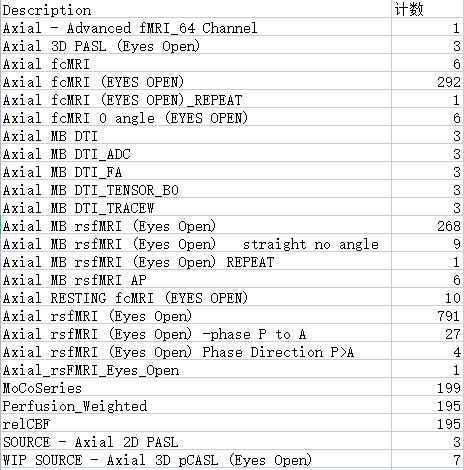 Description 计数
Axial - Advanced fMRI_64 Channel 1
Axial 3D PASL (Eyes Open) 3
Axial fcMRI 6
Axial fcMRI (EYES OPEN) 292
Axial fcMRI (EYES OPEN)_REPEAT 1
Axial fcMRI 0 angle (EYES OPEN) 6
Axial MB DTI 3
Axial MB DTI_ADC 3
Axial MB DTI_FA 3
Axial MB DTI_TENSOR_B0 3
Axial MB DTI_TRACEW 3
Axial MB rsfMRI (Eyes Open) 268
Axial MB rsfMRI (Eyes Open)   straight no angle 9
Axial MB rsfMRI (Eyes Open) REPEAT 1
Axial MB rsfMRI AP 6
Axial RESTING fcMRI (EYES OPEN) 10
Axial rsfMRI (Eyes Open) 791
Axial rsfMRI (Eyes Open) -phase P to A 27
Axial rsfMRI (Eyes Open) Phase Direction P>A 4
Axial_rsFMRI_Eyes_Open 1
MoCoSeries 199
Perfusion_Weighted 195
relCBF 195
SOURCE - Axial 2D PASL 3
WIP SOURCE - Axial 3D pCASL (Eyes Open) 7